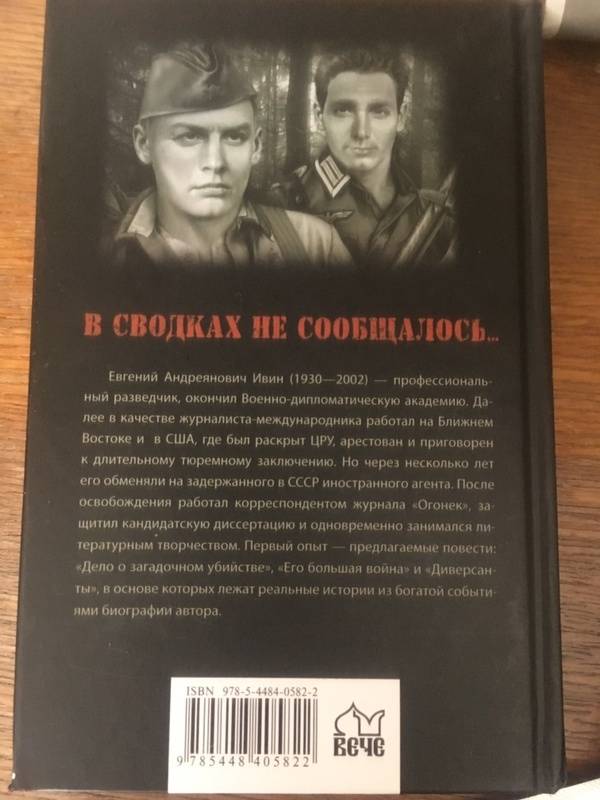 В СВОДКАХ НЕ СООБЩАЛОСЬ...
Евгений Андреянович Ивин (1930—2002) — профессиональ-
ный разведчик, окончил Военно-дипломатическую академию. Да-
лее в качестве журналиста-международника работал на Ближнем
Востоке и в США, где был раскрыт ЦРУ, арестован и приговорен
к длительному тюремному заключению. Но через несколько лет
его обменяли на задержанного в СССР иностранного агента. После
освобождения работал корреспондентом журнала «Огонек», за-
щитил кандидатскую диссертацию и одновременно занимался ли-
тературным творчеством. Первый опыт — предлагаемые повести:
«Дело о загадочном убийстве», «Его большая война» и «Диверсан-
ты», в основе которых лежат реальные истории из богатой событи-
ями биографии автора.
ISBN 978-5-4484-0582-2
9 785448 405822
ВЕЧЕ